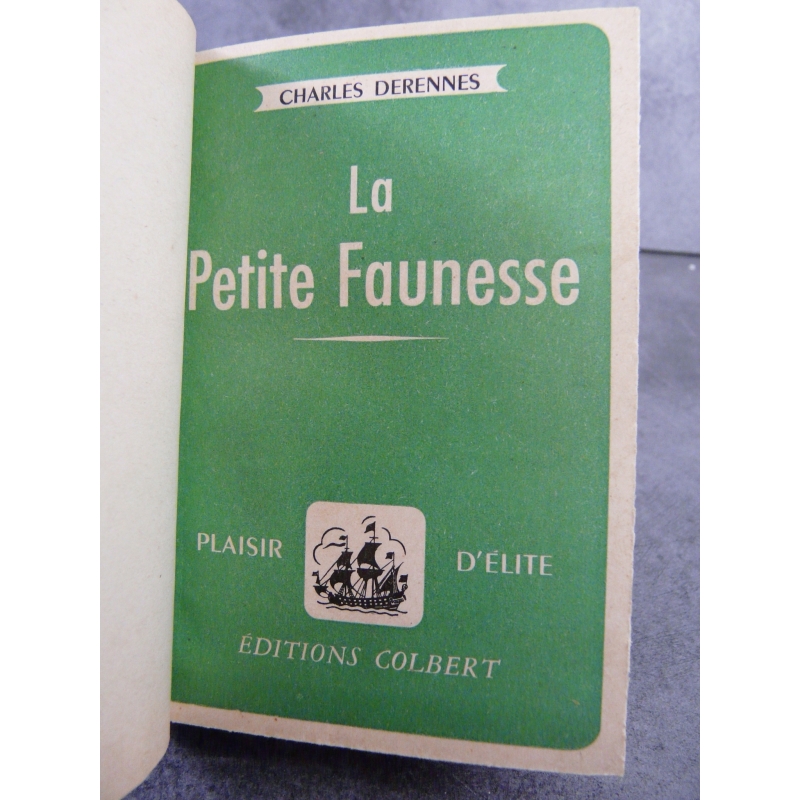 CHARLES DERENNES
La
Petite Faunesse
PLAISIR D'ÉLITE
ÉDITIONS COLBERT